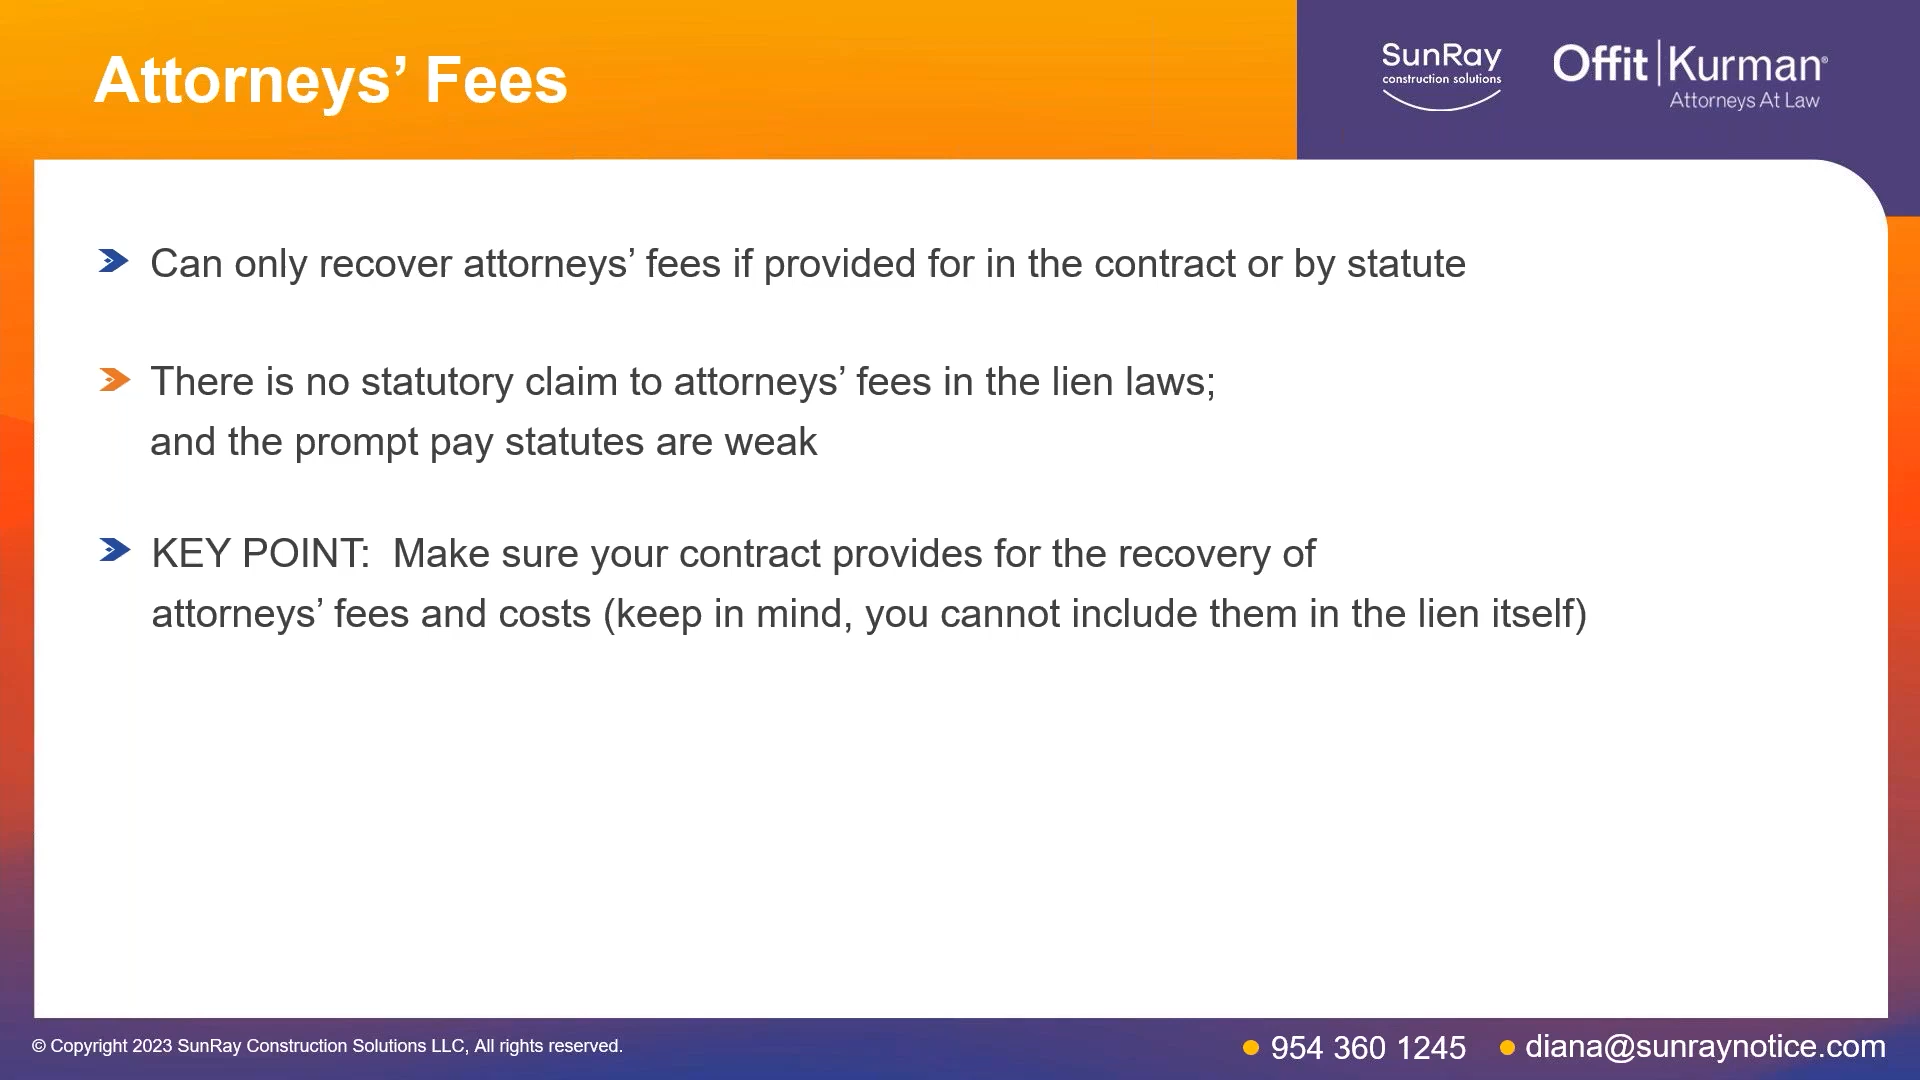 Attorneys’ Fees
SunRay
construction solutions
Offit | Kurman®
Attorneys At Law
Can only recover attorneys’ fees if provided for in the contract or by statute
There is no statutory claim to attorneys’ fees in the lien laws;
and the prompt pay statutes are weak
KEY POINT:  Make sure your contract provides for the recovery of
attorneys’ fees and costs (keep in mind, you cannot include them in the lien itself)
© Copyright 2023 SunRay Construction Solutions LLC, All rights reserved.
954 360 1245
diana@sunraynotice.com